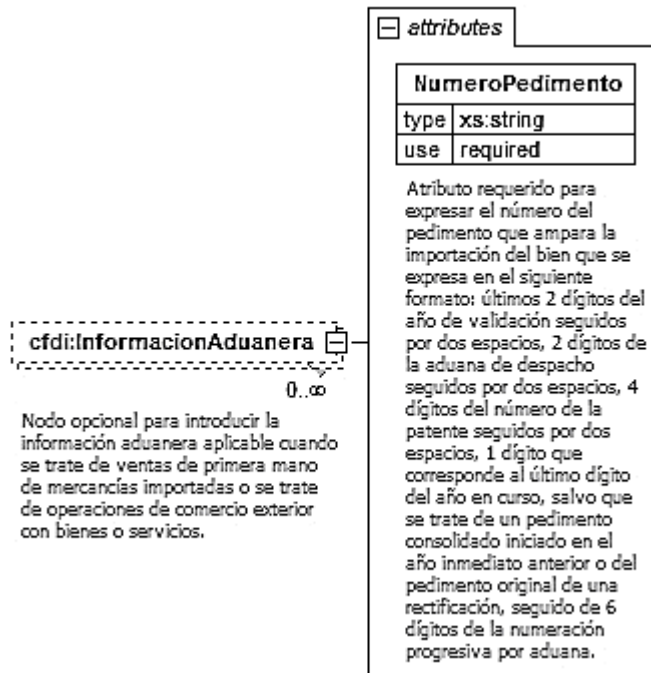 attributes
NumeroPedimento
type xs:string
use required
Atributo requerido para
expresar el número del
pedimento que ampara la
importación del bien que se
expresa en el siguiente
formato: últimos 2 dígitos del
año de validación seguidos
por dos espacios, 2 dígitos de
la aduana de despacho
seguidos por dos espacios, 4
dígitos del número de la
patente seguidos por dos
espacios, 1 dígito que
corresponde al último dígito
del año en curso, salvo que
se trate de un pedimento
consolidado iniciado en el
año inmediato anterior o del
pedimento original de una
rectificación, seguido de 6
dígitos de la numeración
progresiva por aduana.
cfdi:InformacionAduanera
0..∞
Nodo opcional para introducir la
información aduanera aplicable cuando
se trate de ventas de primera mano
de mercancías importadas o se trate
de operaciones de comercio exterior
con bienes o servicios.